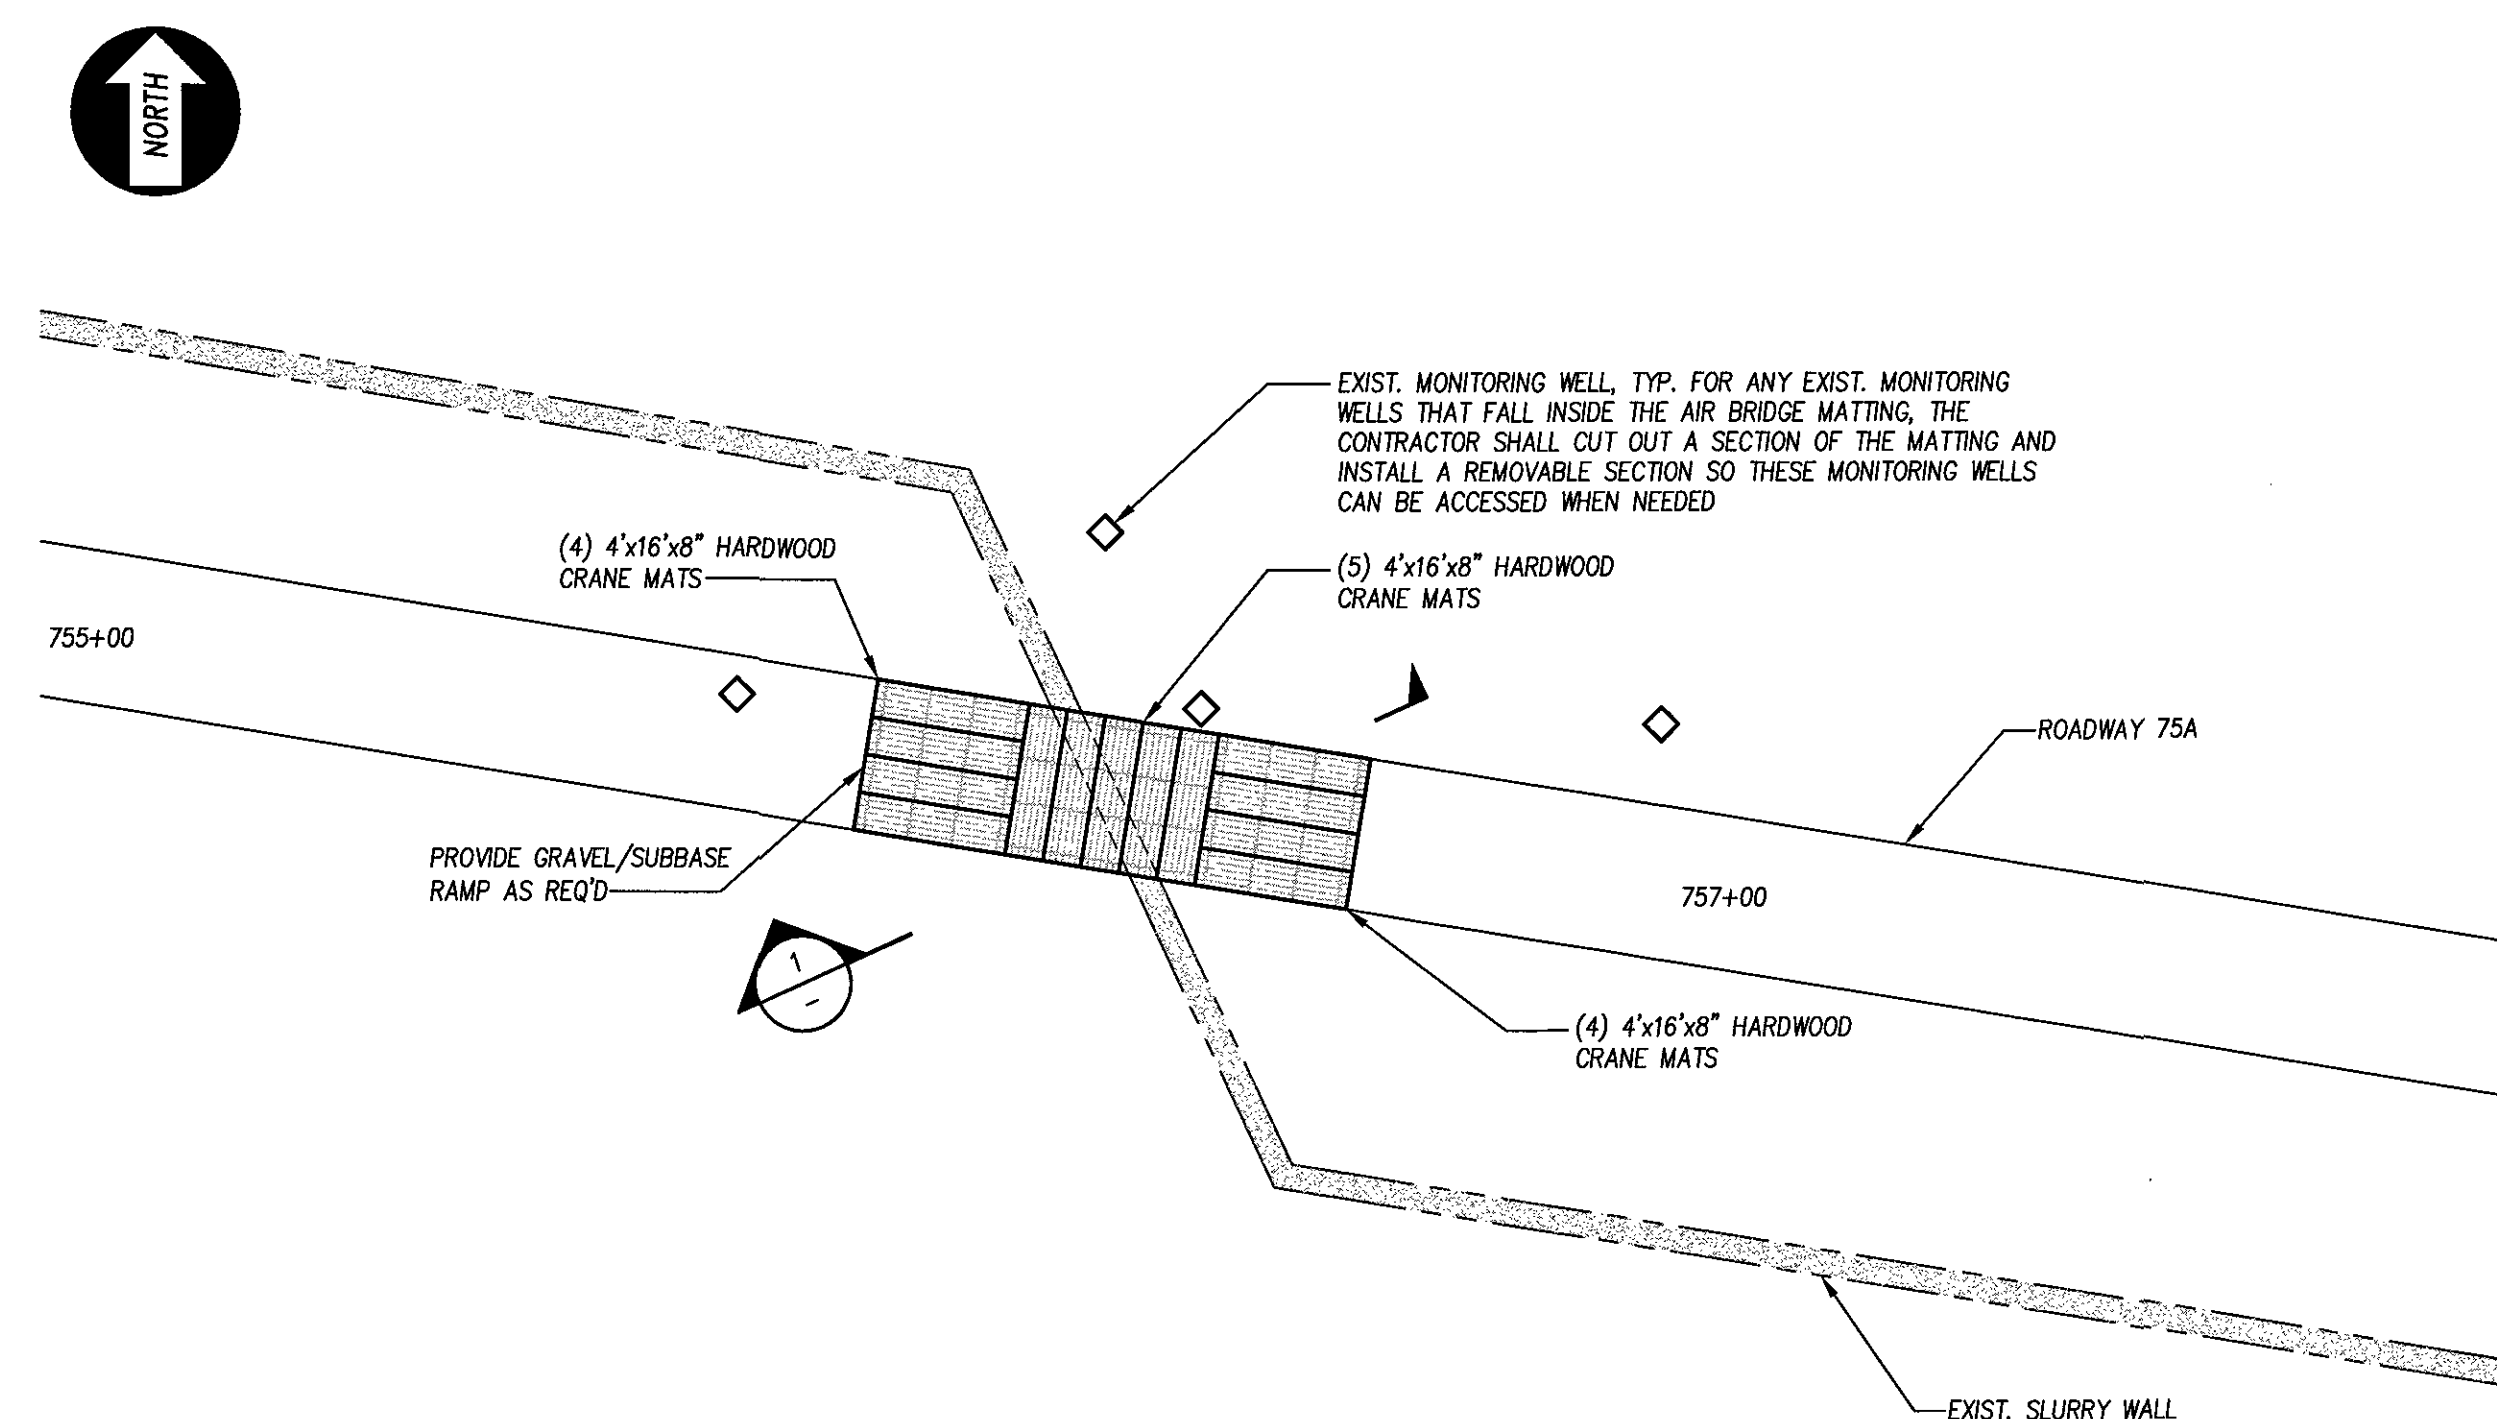 NORTH
EXIST. MONITORING WELL, TYP. FOR ANY EXIST. MONITORING
WELLS THAT FALL INSIDE THE AIR BRIDGE MATTING, THE
CONTRACTOR SHALL CUT OUT A SECTION OF THE MATTING AND
INSTALL A REMOVABLE SECTION SO THESE MONITORING WELLS
CAN BE ACCESSED WHEN NEEDED
(4) 4'x16'x8" HARDWOOD
CRANE MATS
(5) 4'x16'x8" HARDWOOD
CRANE MATS
755+00
ROADWAY 75A
PROVIDE GRAVEL/SUBBASE
RAMP AS REQ'D
757+00
1
-
(4) 4'x16'x8" HARDWOOD
CRANE MATS
EXIST. SLURRY WALL